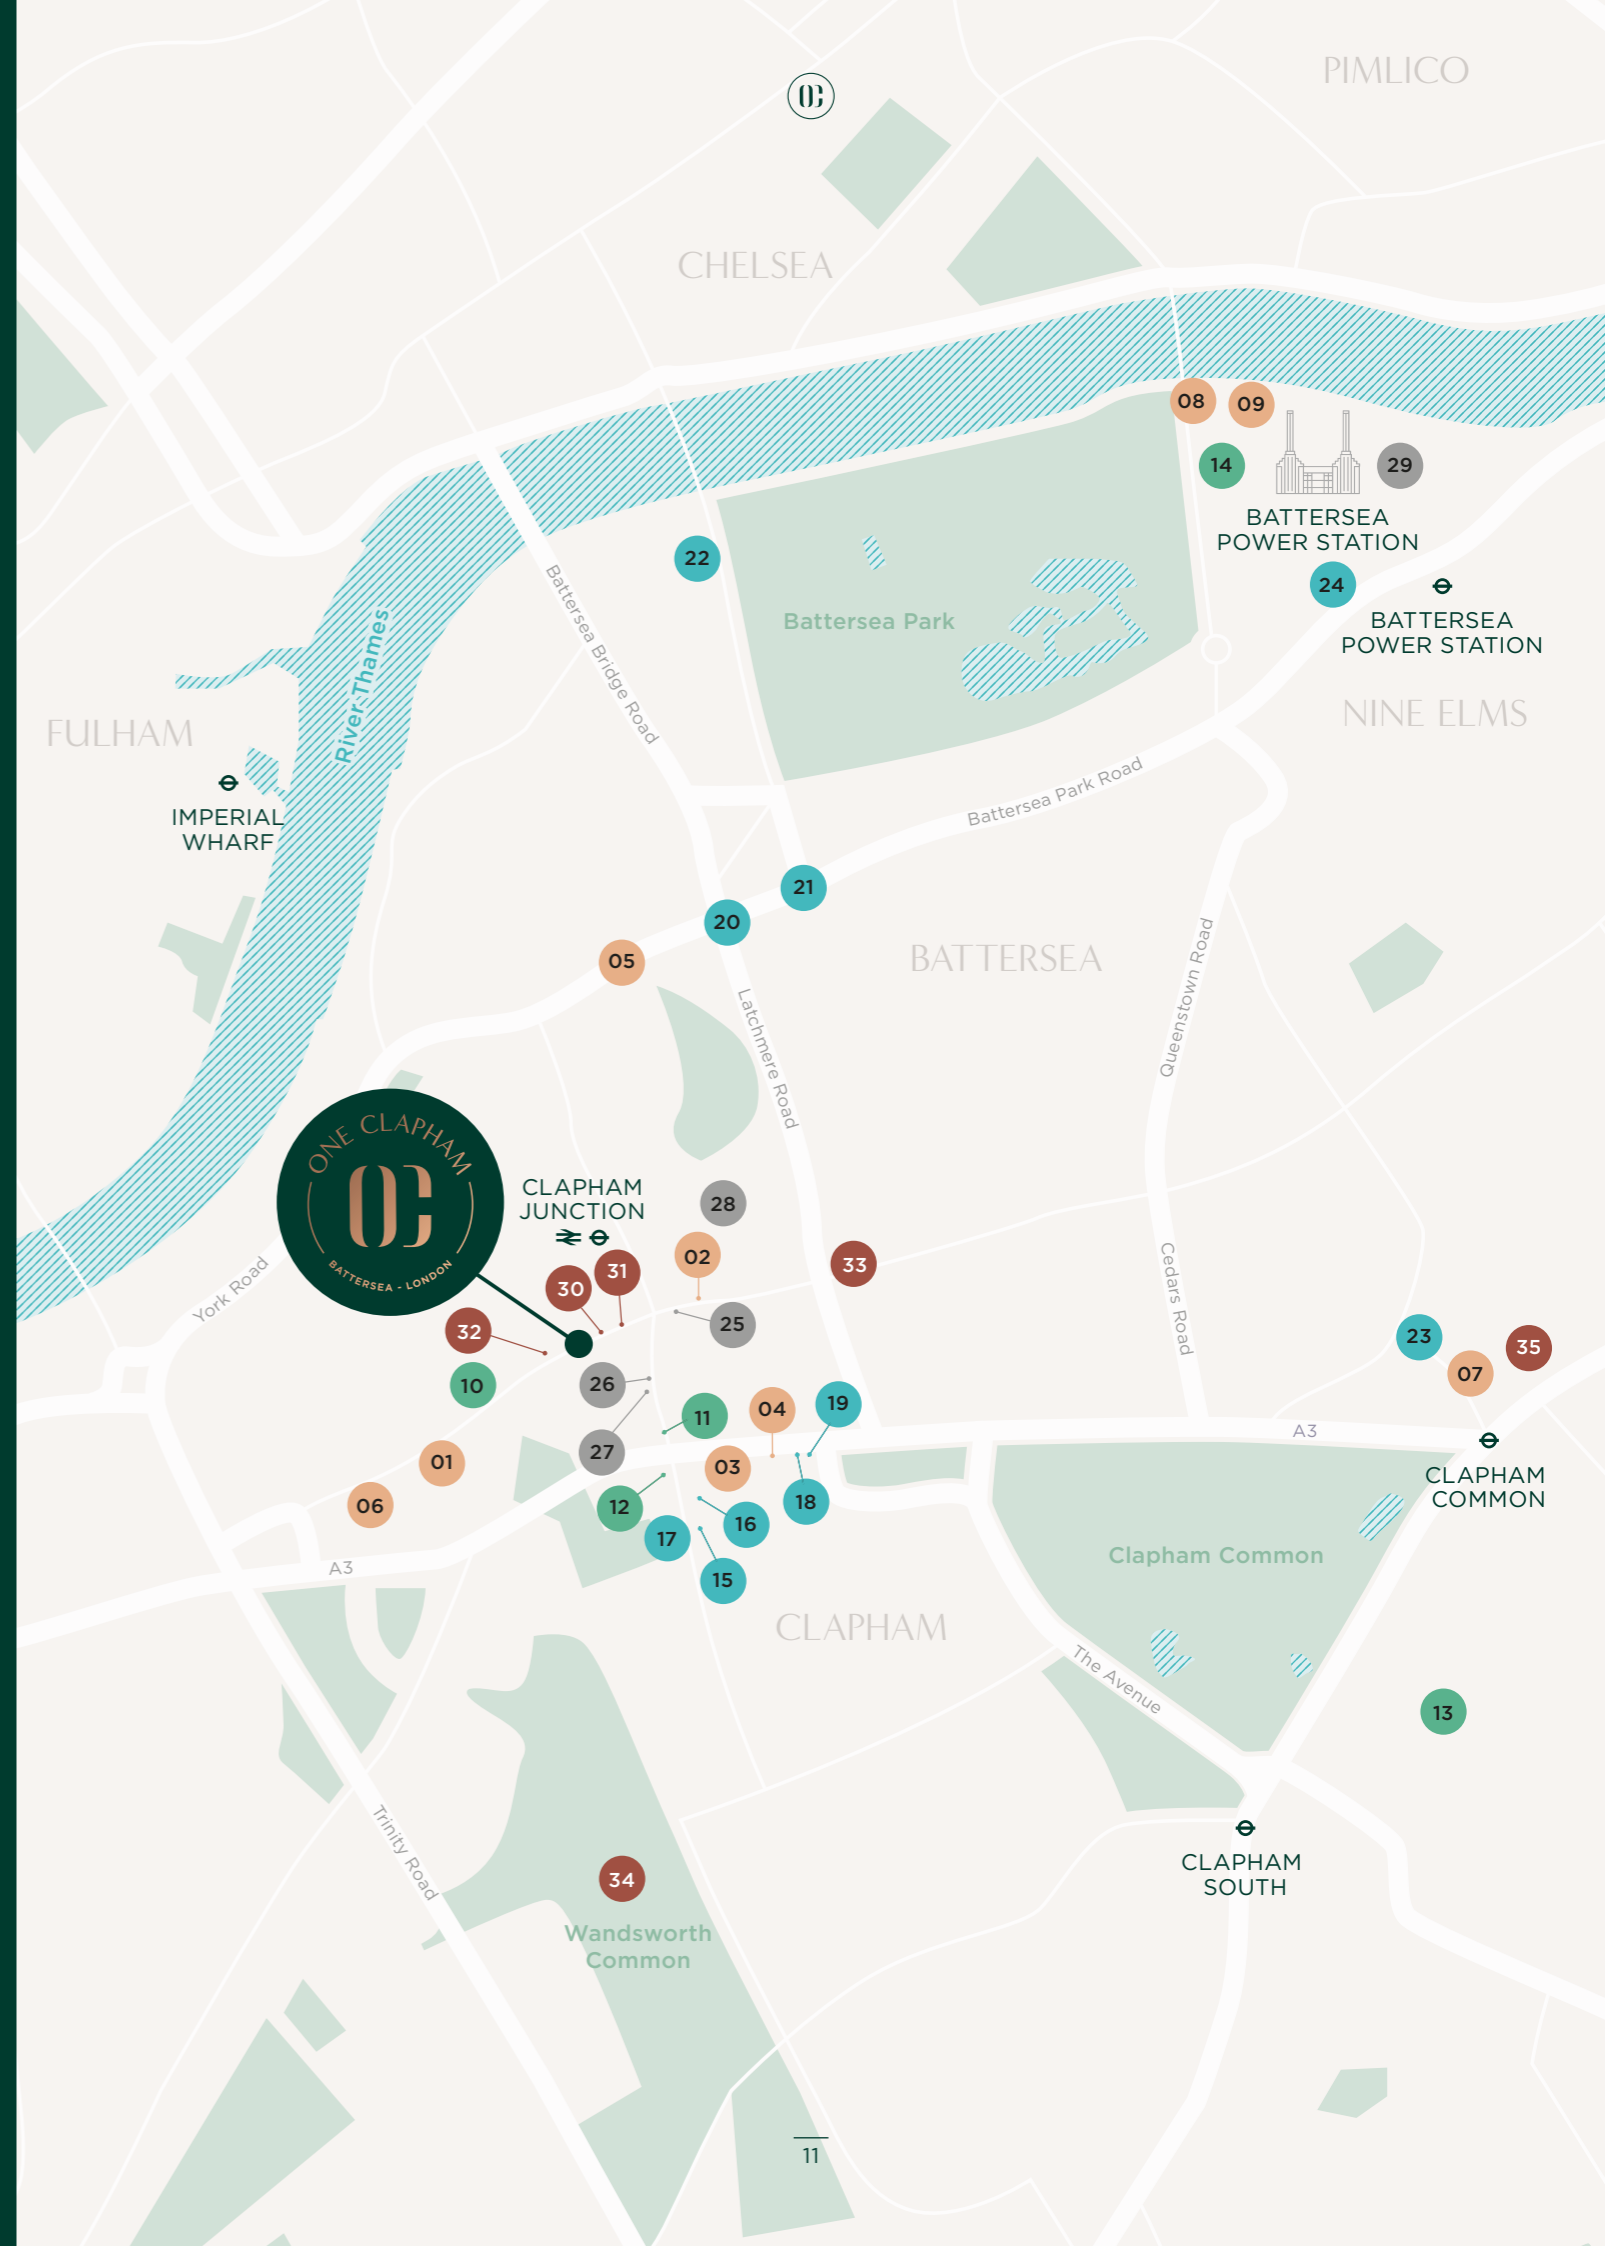 PIMLICO
OC
CHELSEA
08
09
14
29
BATTERSEA
POWER STATION
22
24
BATTERSEA
POWER STATION
Battersea Park
Battersea Bridge Road
River Thames
FULHAM
NINE ELMS
IMPERIAL
WHARF
Battersea Park Road
21
20
05
BATTERSEA
Queenstown Road
Latchmere Road
ONE CLAPHAM
OC
BATTERSEA - LONDON
CLAPHAM
JUNCTION
28
02
33
31
30
York Road
Cedars Road
32
25
23
35
07
10
26
11
04
19
A3
27
03
01
CLAPHAM
COMMON
06
12
18
16
17
15
A3
Clapham Common
CLAPHAM
The Avenue
13
Trinity Road
CLAPHAM
SOUTH
34
Wandsworth
Common
11